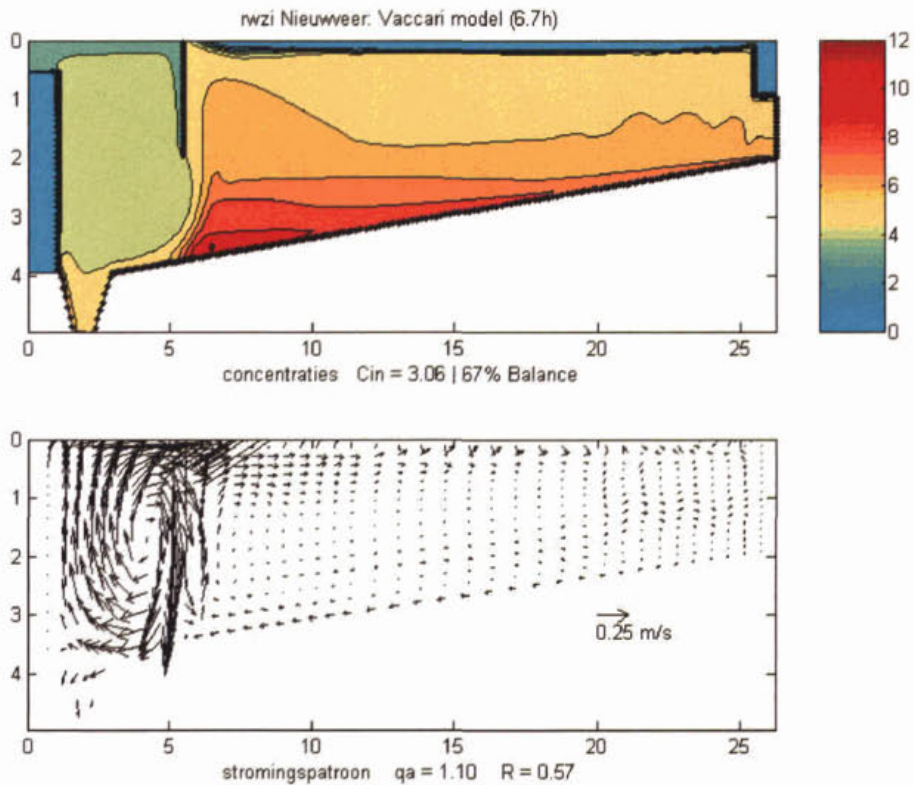 rwzi Nieuwveer: Vaccari model (6.7h)
0
1
2
3
4
0 5 10 15 20 25
12
10
8
6
4
2
0
concentraties Cin = 3.06 | 67% Balance
0
1
2
3
4
0.25 m/s
0 5 10 15 20 25
stromingspatroon qa = 1.10 R = 0.57